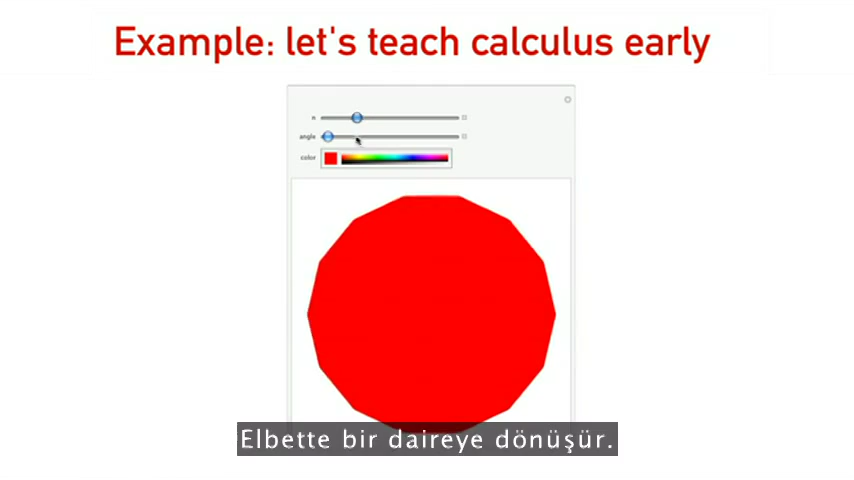 Example: let's teach calculus early
n
angle
color
Elbette bir daireye dönüşür.